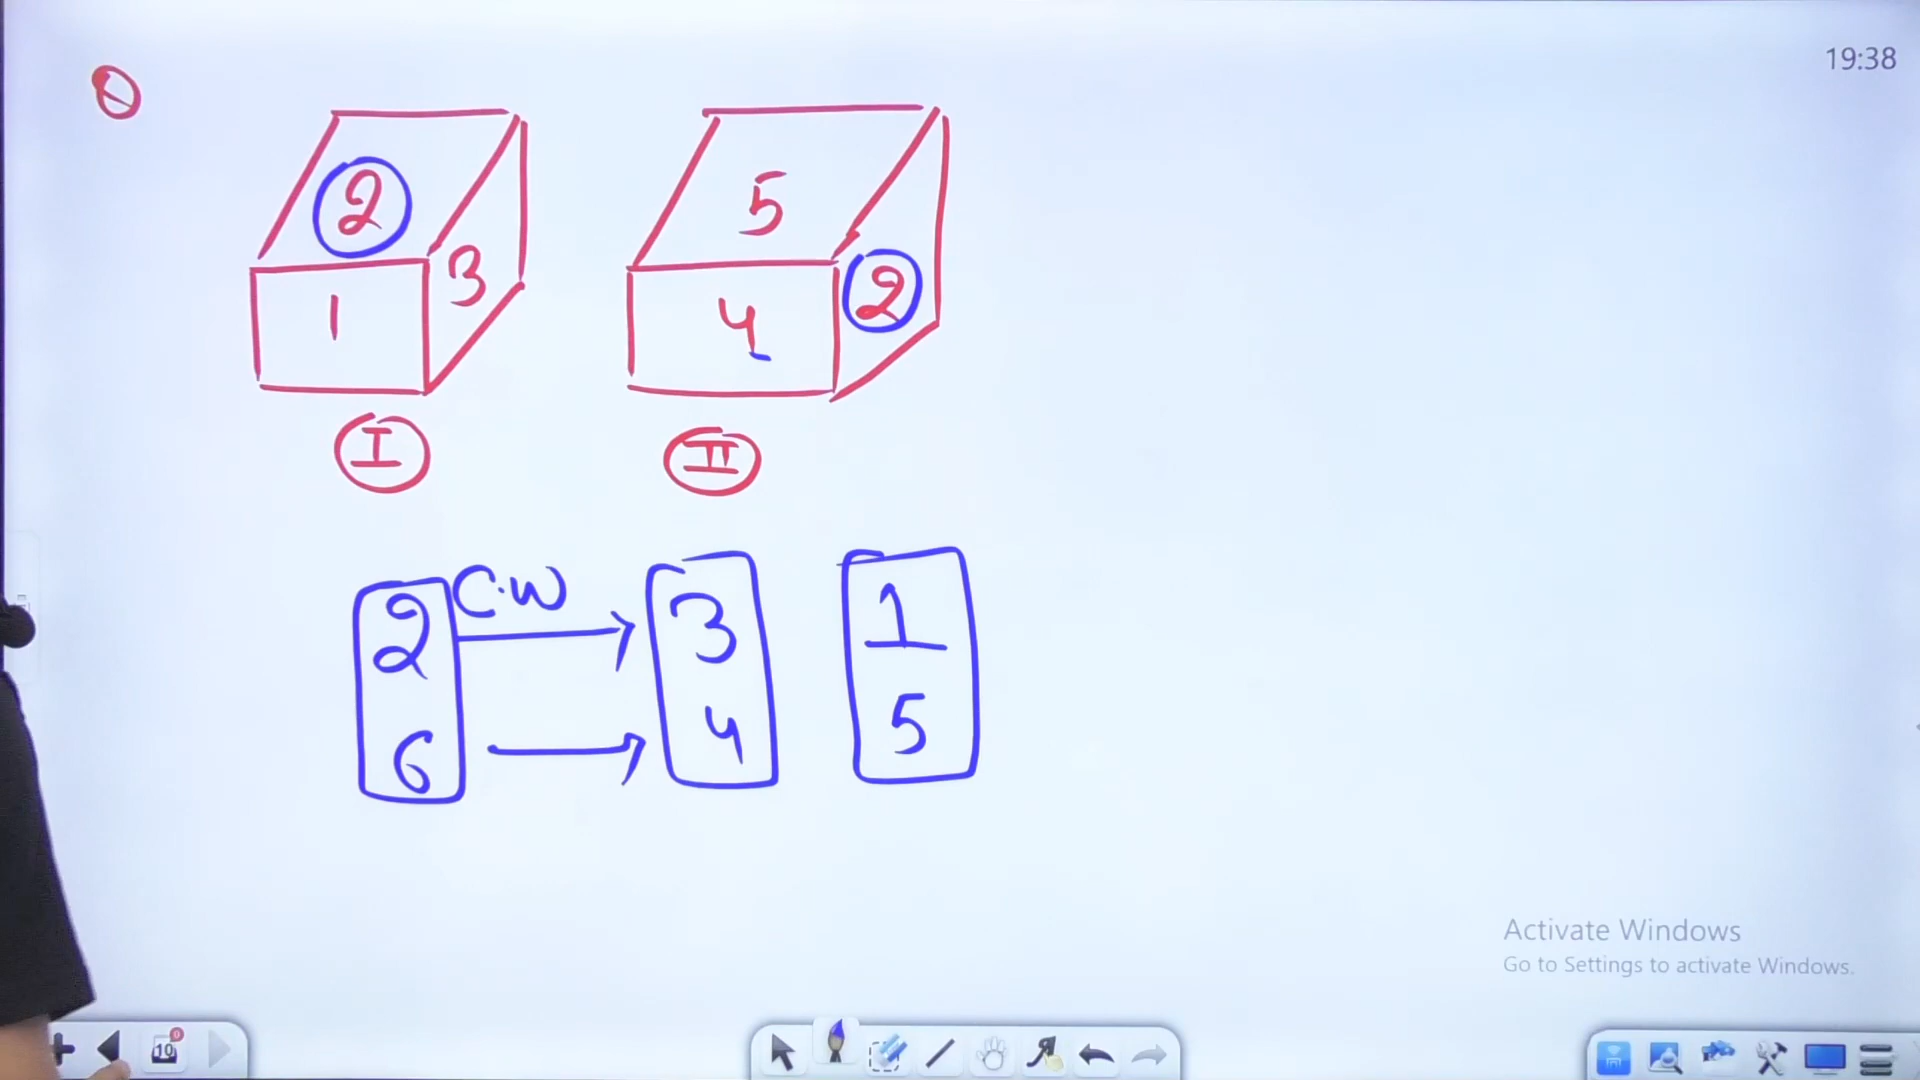 19:38
2
5
1 3
4 2
I
II
2 C.W 3 1
6 4 5
Activate Windows
Go to Settings to activate Windows.
10